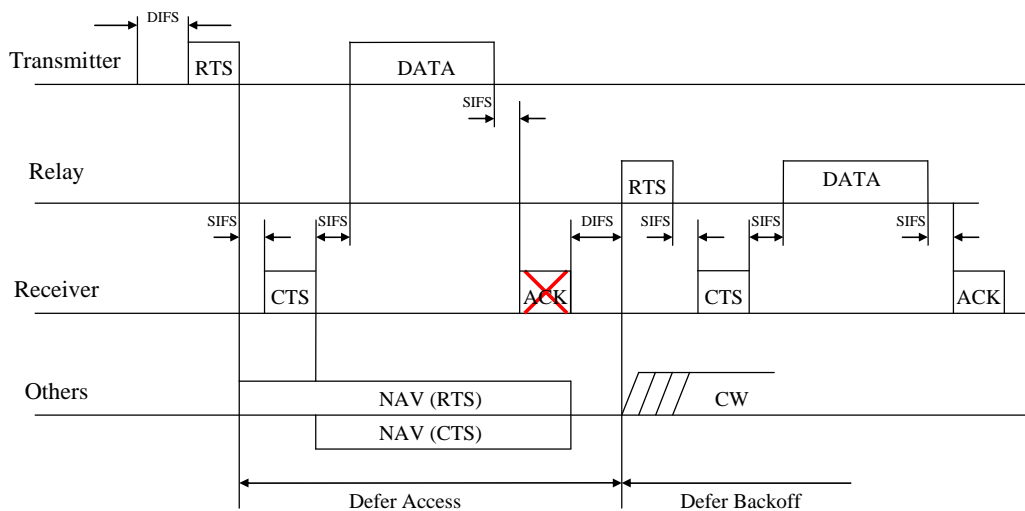 DIFS
Transmitter
RTS
DATA
SIFS
Relay
RTS
DATA
SIFS
SIFS
DIFS
SIFS
SIFS
SIFS
Receiver
CTS
ACK
CTS
ACK
Others
NAV (RTS)
CW
NAV (CTS)
Defer Access
Defer Backoff